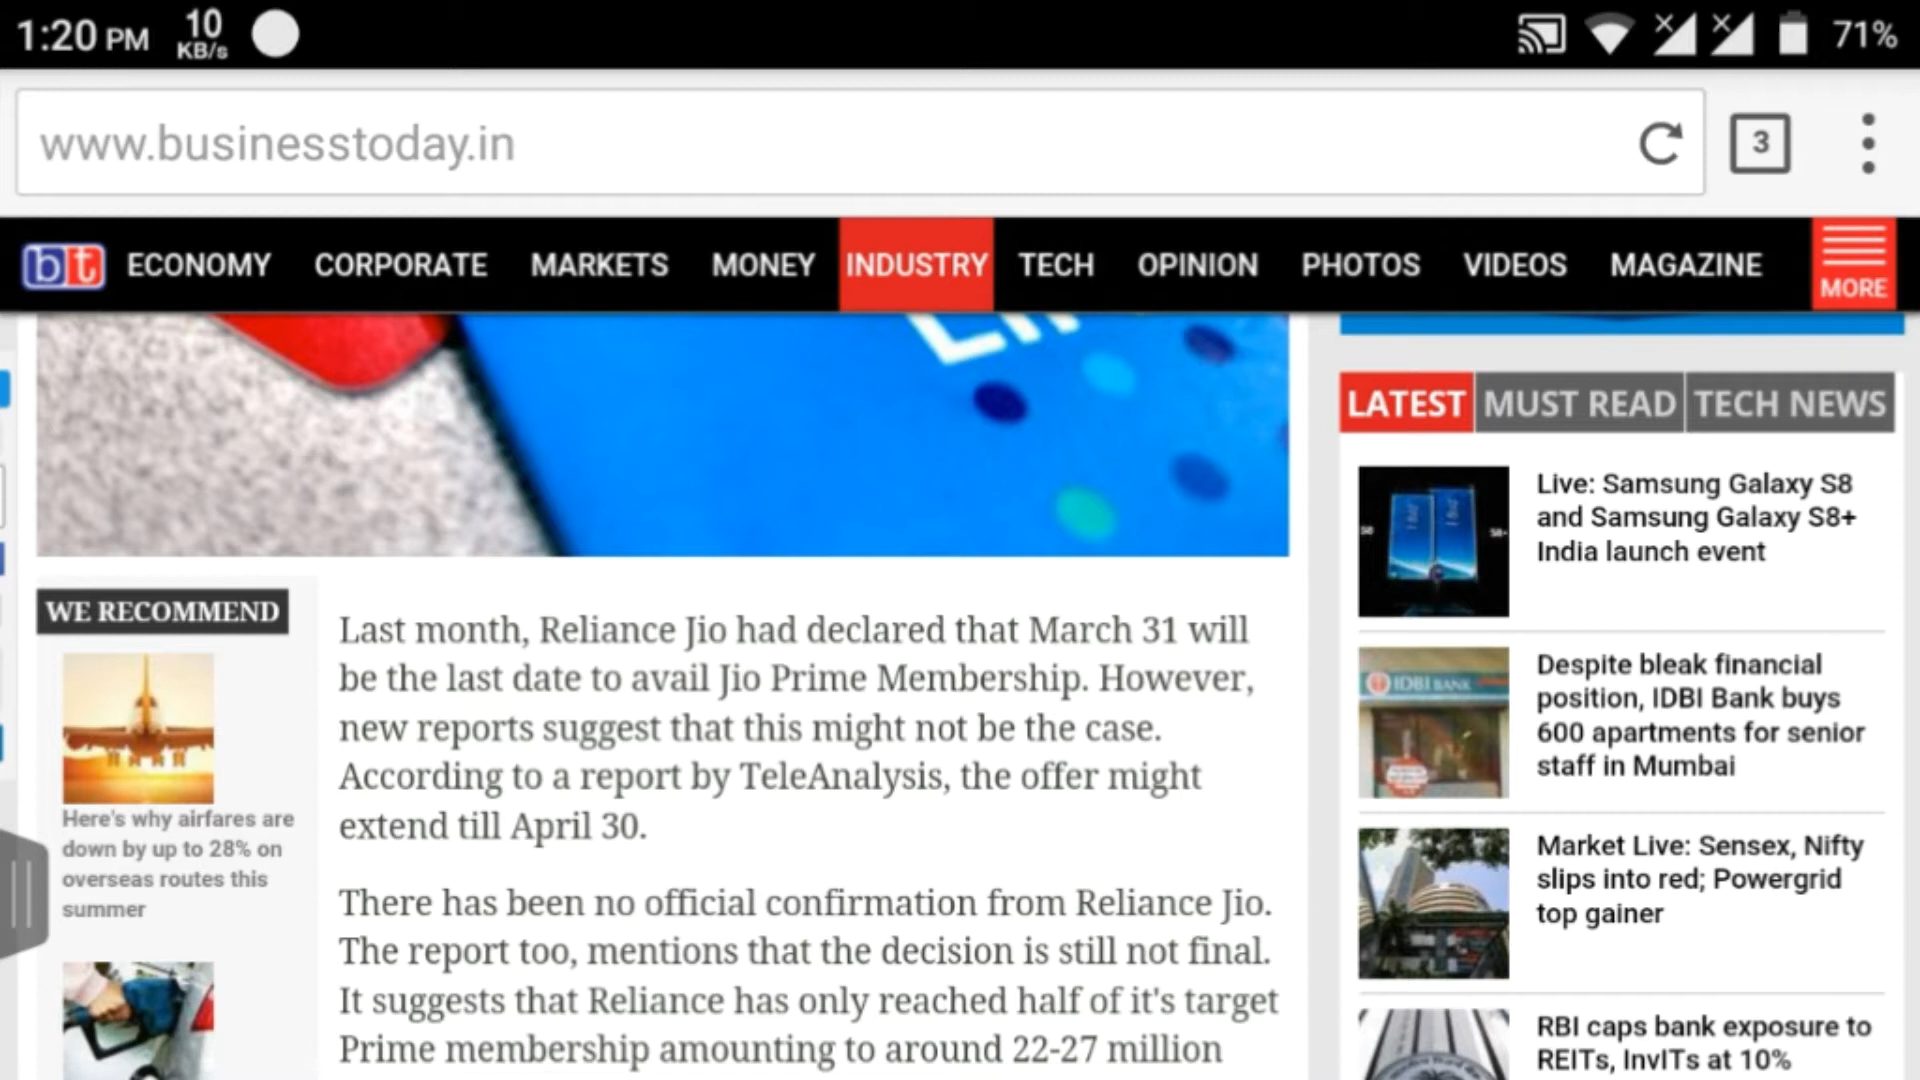 1:20 PM
10
KB/s
71%
www.businesstoday.in
3
bt ECONOMY CORPORATE MARKETS MONEY INDUSTRY TECH OPINION PHOTOS VIDEOS MAGAZINE
MORE
LATEST MUST READ TECH NEWS
WE RECOMMEND
Here's why airfares are
down by up to 28% on
overseas routes this
summer
Last month, Reliance Jio had declared that March 31 will
be the last date to avail Jio Prime Membership. However,
new reports suggest that this might not be the case.
According to a report by TeleAnalysis, the offer might
extend till April 30.
There has been no official confirmation from Reliance Jio.
The report too, mentions that the decision is still not final.
It suggests that Reliance has only reached half of it's target
Prime membership amounting to around 22-27 million
Live: Samsung Galaxy S8
and Samsung Galaxy S8+
India launch event
IDBI BANK
Despite bleak financial
position, IDBI Bank buys
600 apartments for senior
staff in Mumbai
Market Live: Sensex, Nifty
slips into red; Powergrid
top gainer
RBI caps bank exposure to
REITs, InvITs at 10%